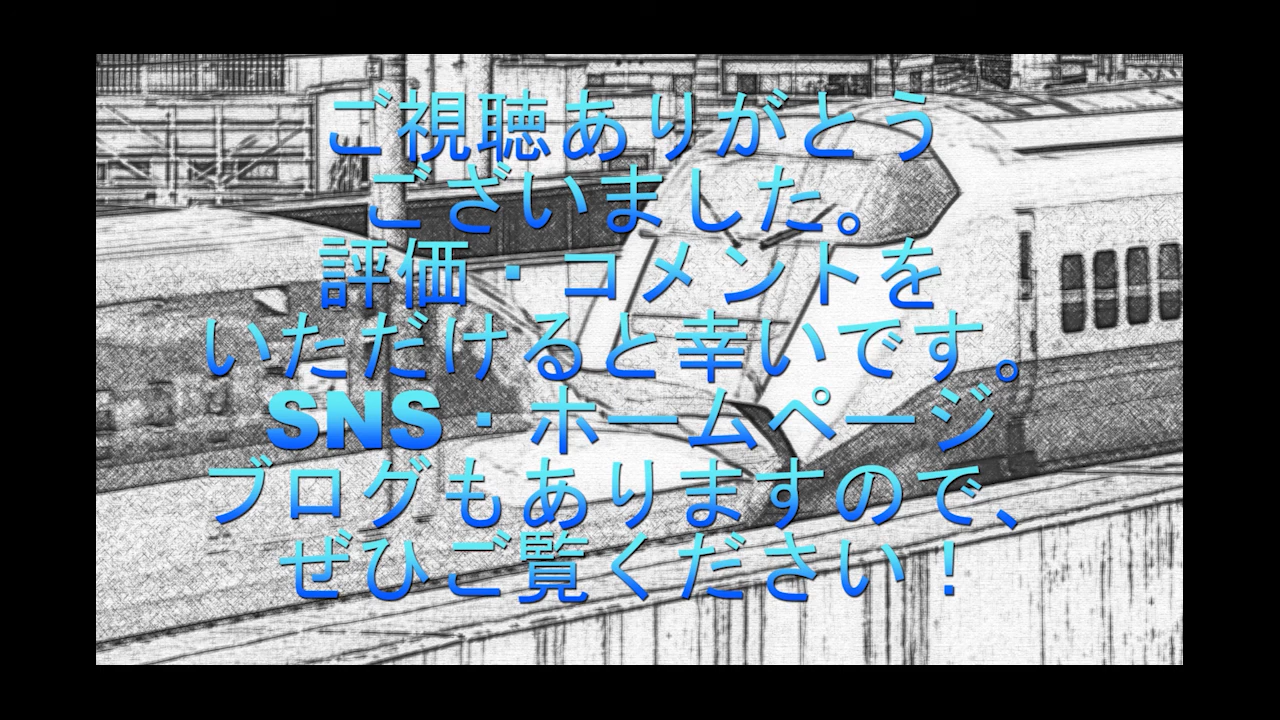 ご視聴ありがとう
ございました。
評価・コメントを
いただけると幸いです。
SNS・ホームページ
ブログもありますので、
ぜひご覧ください！